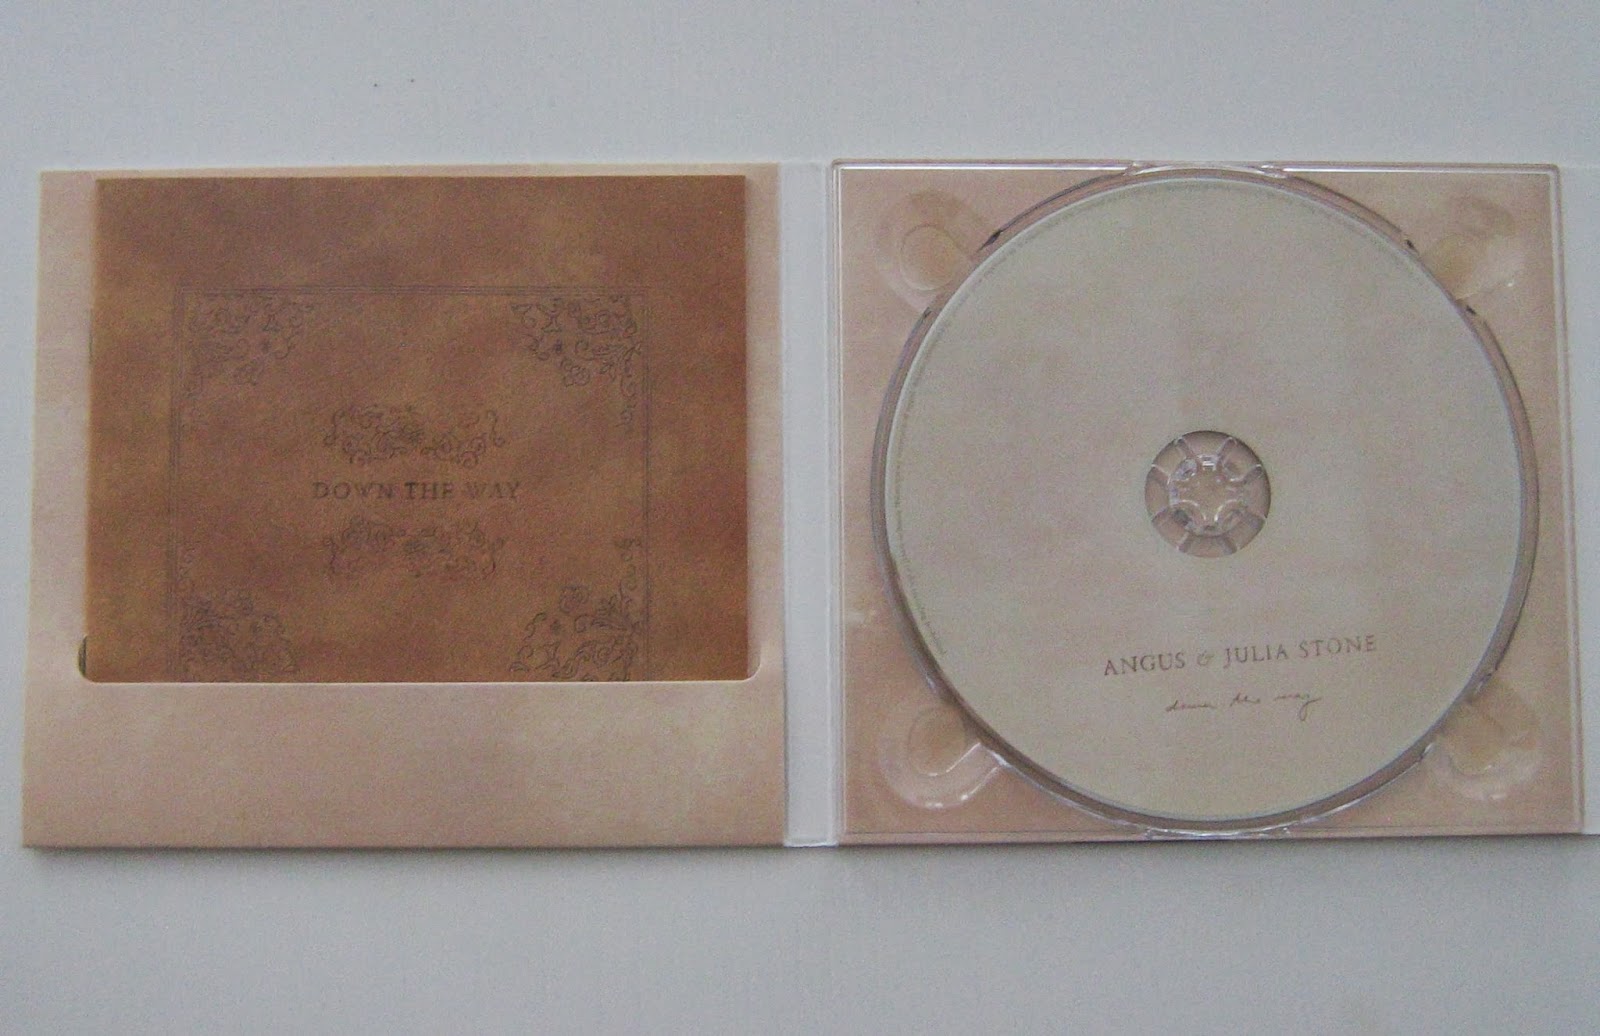 DOWN THE WAY
ANGUS & JULIA STONE
down the way